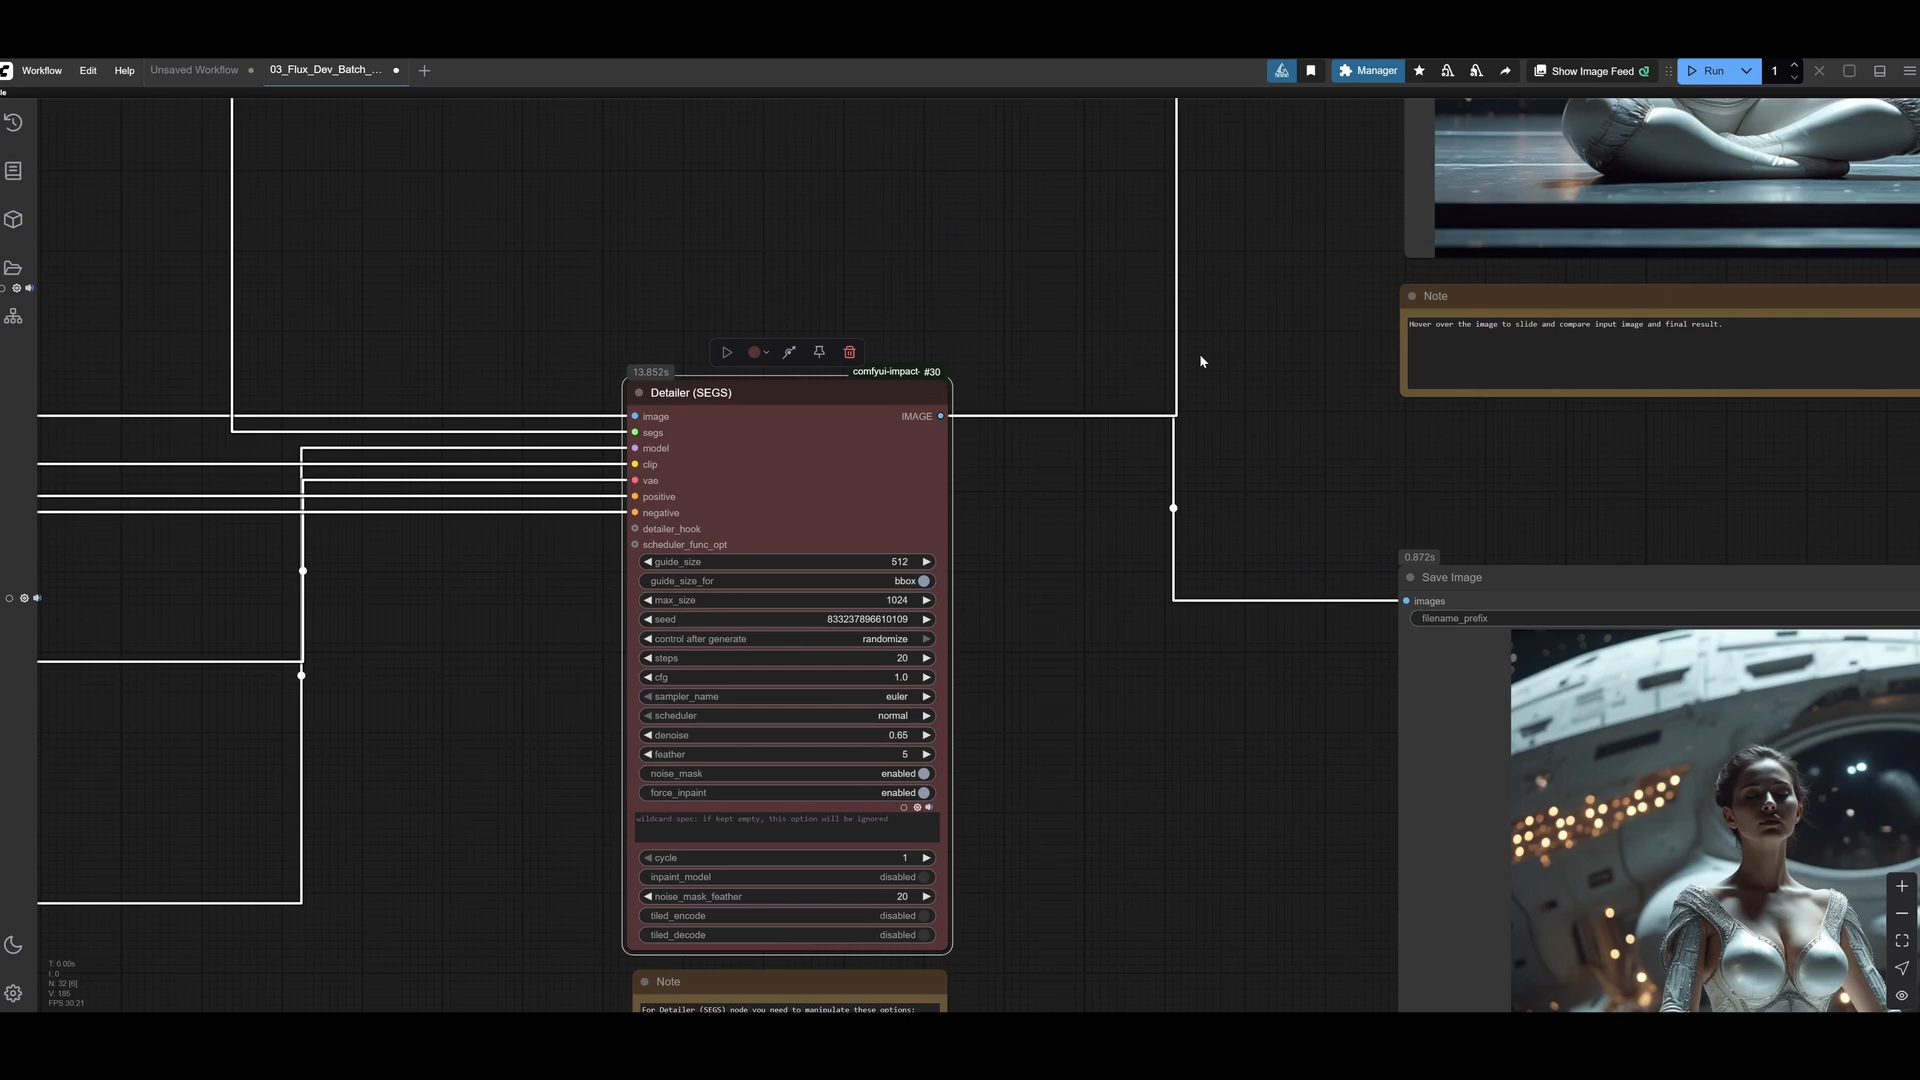 Workflow Edit Help Unsaved Workflow 03_Flux_Dev_Batch_... Manager Show Image Feed Run 1
le
Note
Hover over the image to slide and compare input image and final result.
13.852s comfyui-impact- #30
Detailer (SEGS)
image IMAGE
segs
model
clip
vae
positive
negative
detailer_hook
scheduler_func_opt
guide_size 512
guide_size_for bbox
max_size 1024
seed 833237896610109
control after generate randomize
steps 20
cfg 1.0
sampler_name euler
scheduler normal
denoise 0.65
feather 5
noise_mask enabled
force_inpaint enabled
wildcard spec: if kept empty, this option will be ignored
cycle 1
inpaint_model disabled
noise_mask_feather 20
tiled_encode disabled
tiled_decode disabled
Note
For Detailer (SEGS) node you need to manipulate these options:
0.872s
Save Image
images
filename_prefix
T: 0.00s
I: 0
N: 32 [6]
V: 185
FPS:30.21